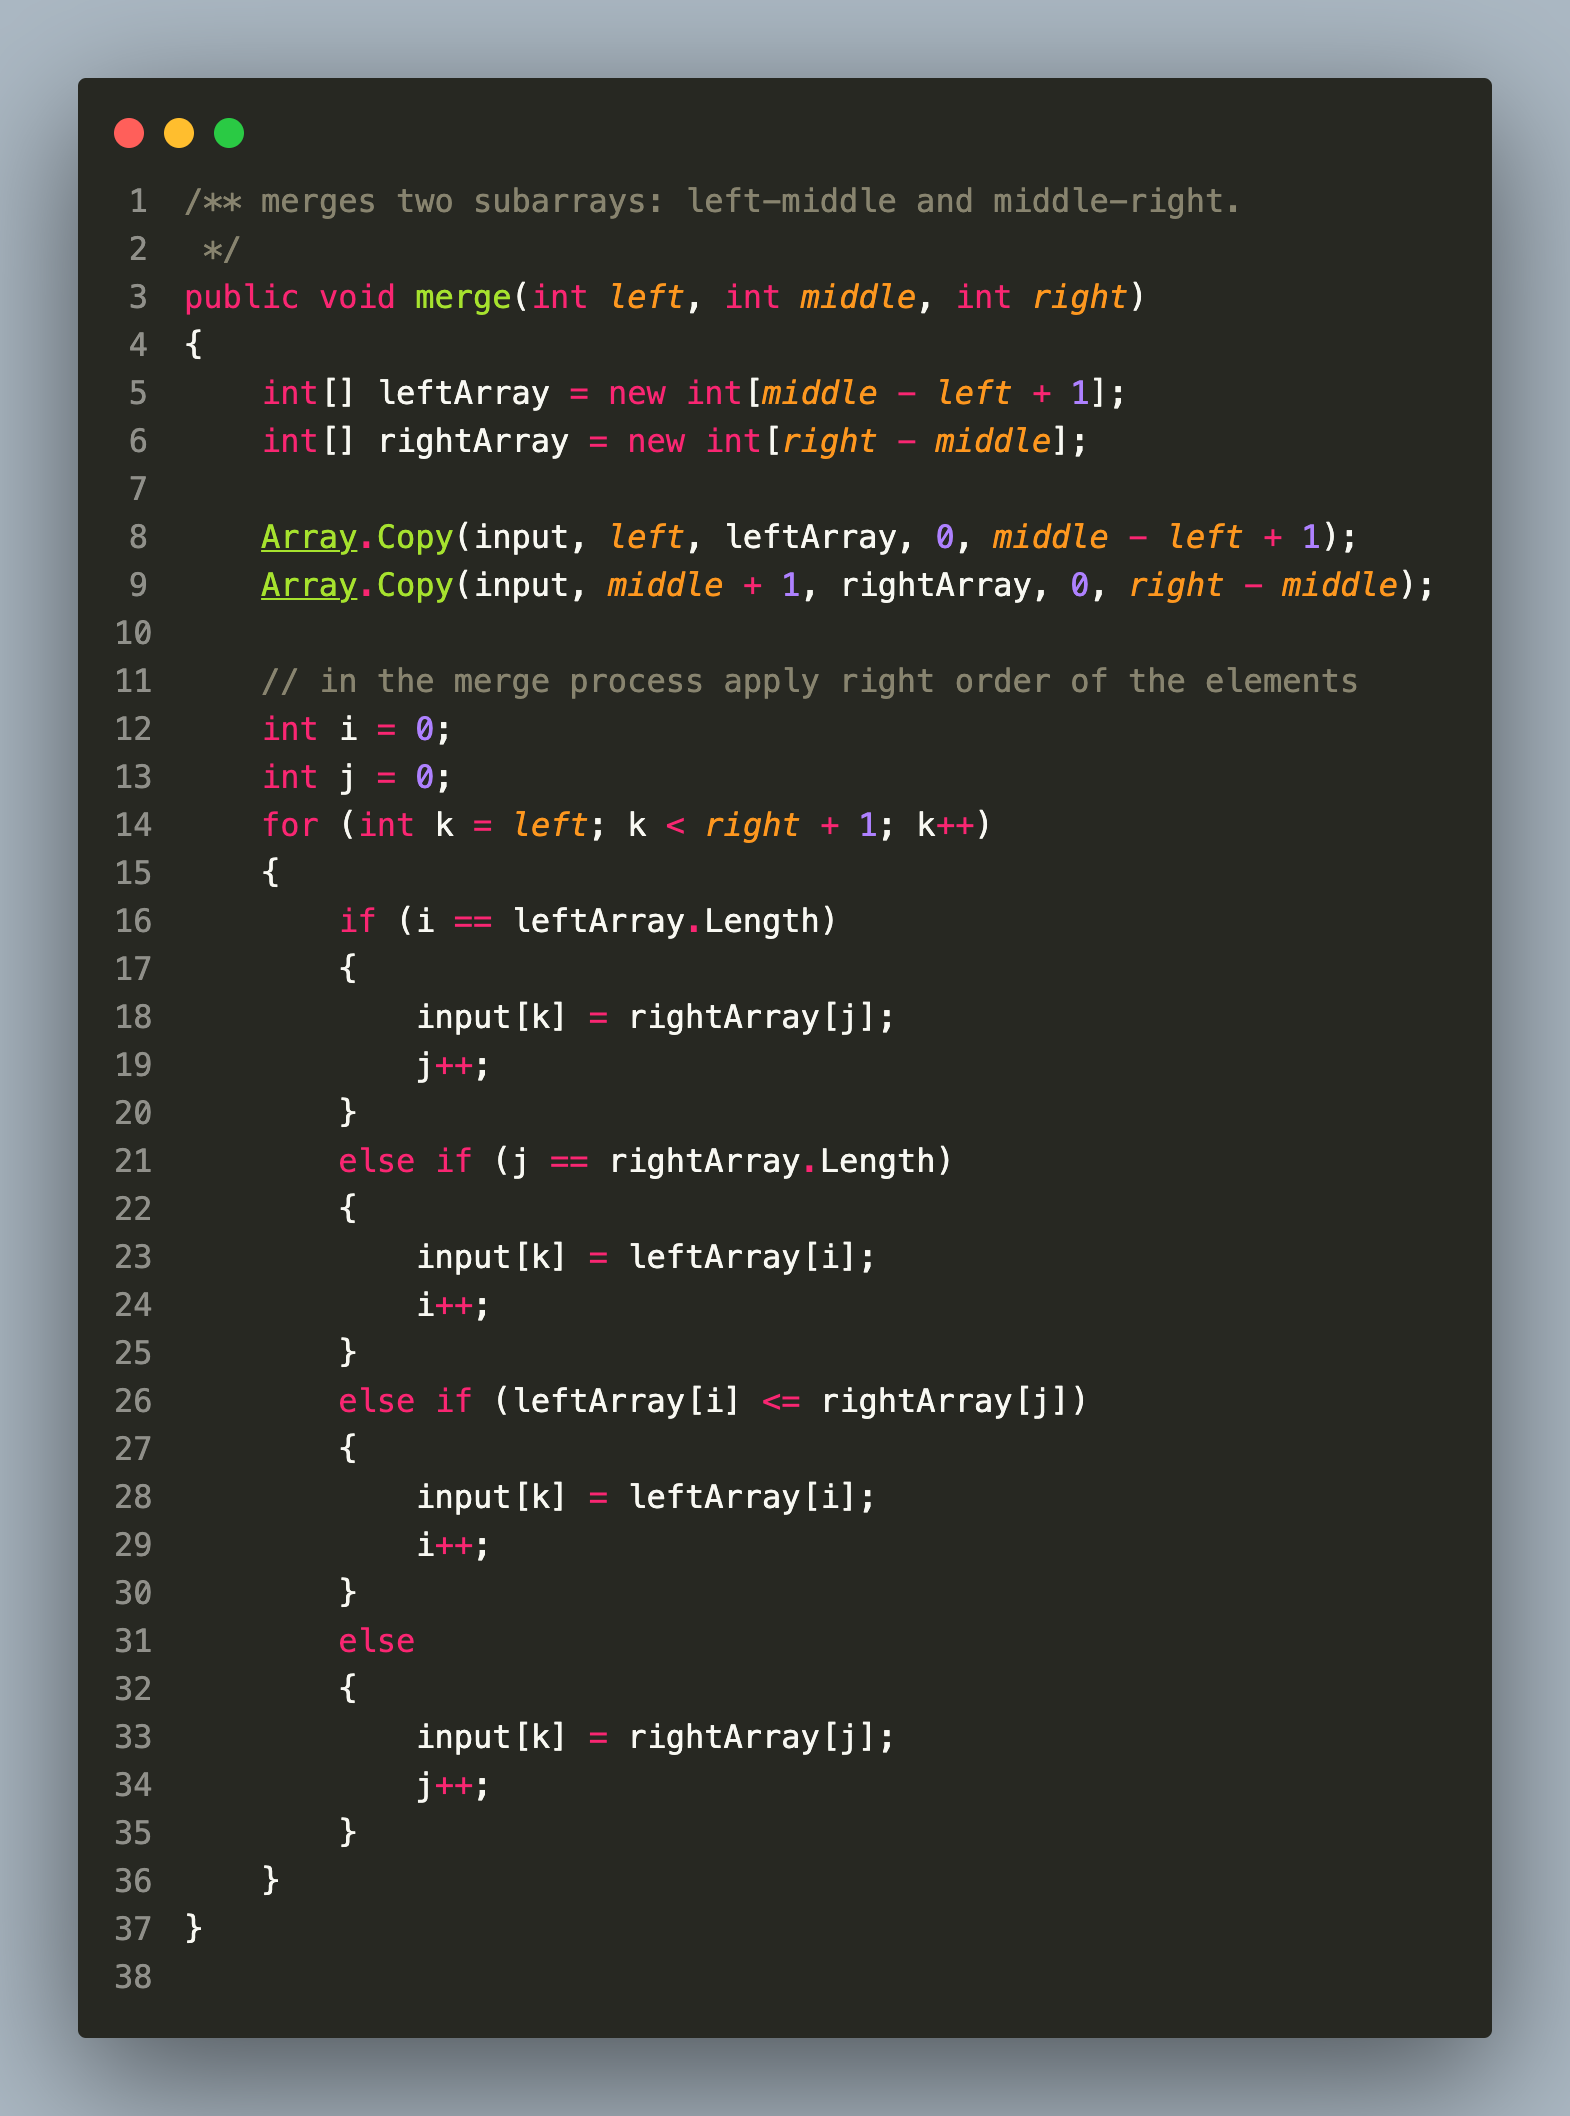 1 /** merges two subarrays: left-middle and middle-right.
2  */
3 public void merge(int left, int middle, int right)
4 {
5     int[] leftArray = new int[middle - left + 1];
6     int[] rightArray = new int[right - middle];
7
8     Array.Copy(input, left, leftArray, 0, middle - left + 1);
9     Array.Copy(input, middle + 1, rightArray, 0, right - middle);
10
11     // in the merge process apply right order of the elements
12     int i = 0;
13     int j = 0;
14     for (int k = left; k < right + 1; k++)
15     {
16         if (i == leftArray.Length)
17         {
18             input[k] = rightArray[j];
19             j++;
20         }
21         else if (j == rightArray.Length)
22         {
23             input[k] = leftArray[i];
24             i++;
25         }
26         else if (leftArray[i] <= rightArray[j])
27         {
28             input[k] = leftArray[i];
29             i++;
30         }
31         else
32         {
33             input[k] = rightArray[j];
34             j++;
35         }
36     }
37 }
38